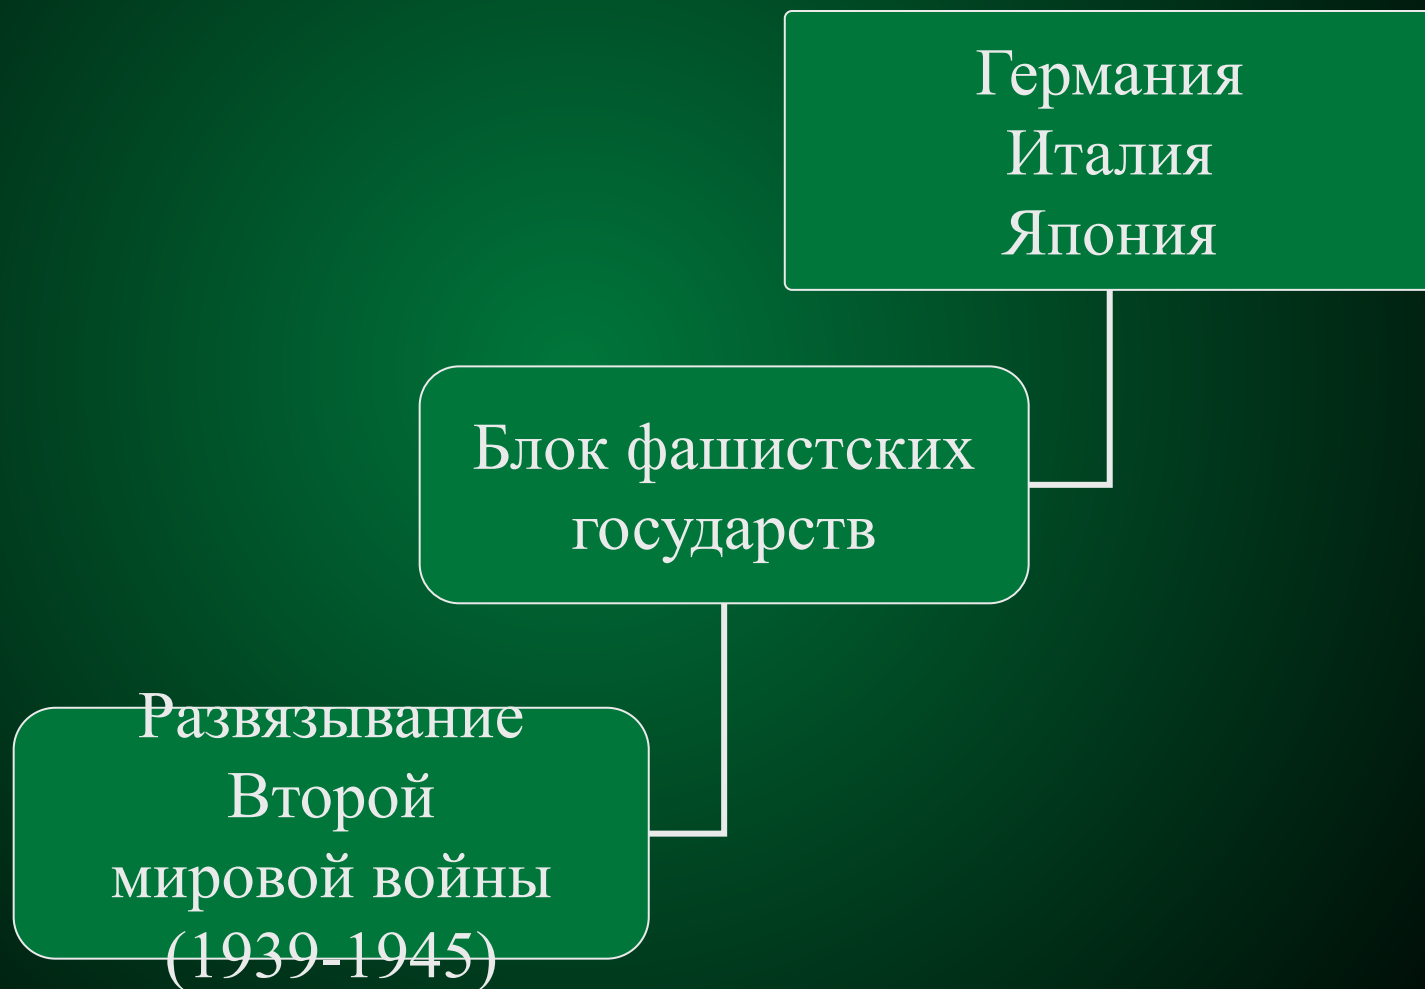 Германия
Италия
Япония
Блок фашистских
государств
Развязывание
Второй
мировой войны
(1939-1945)